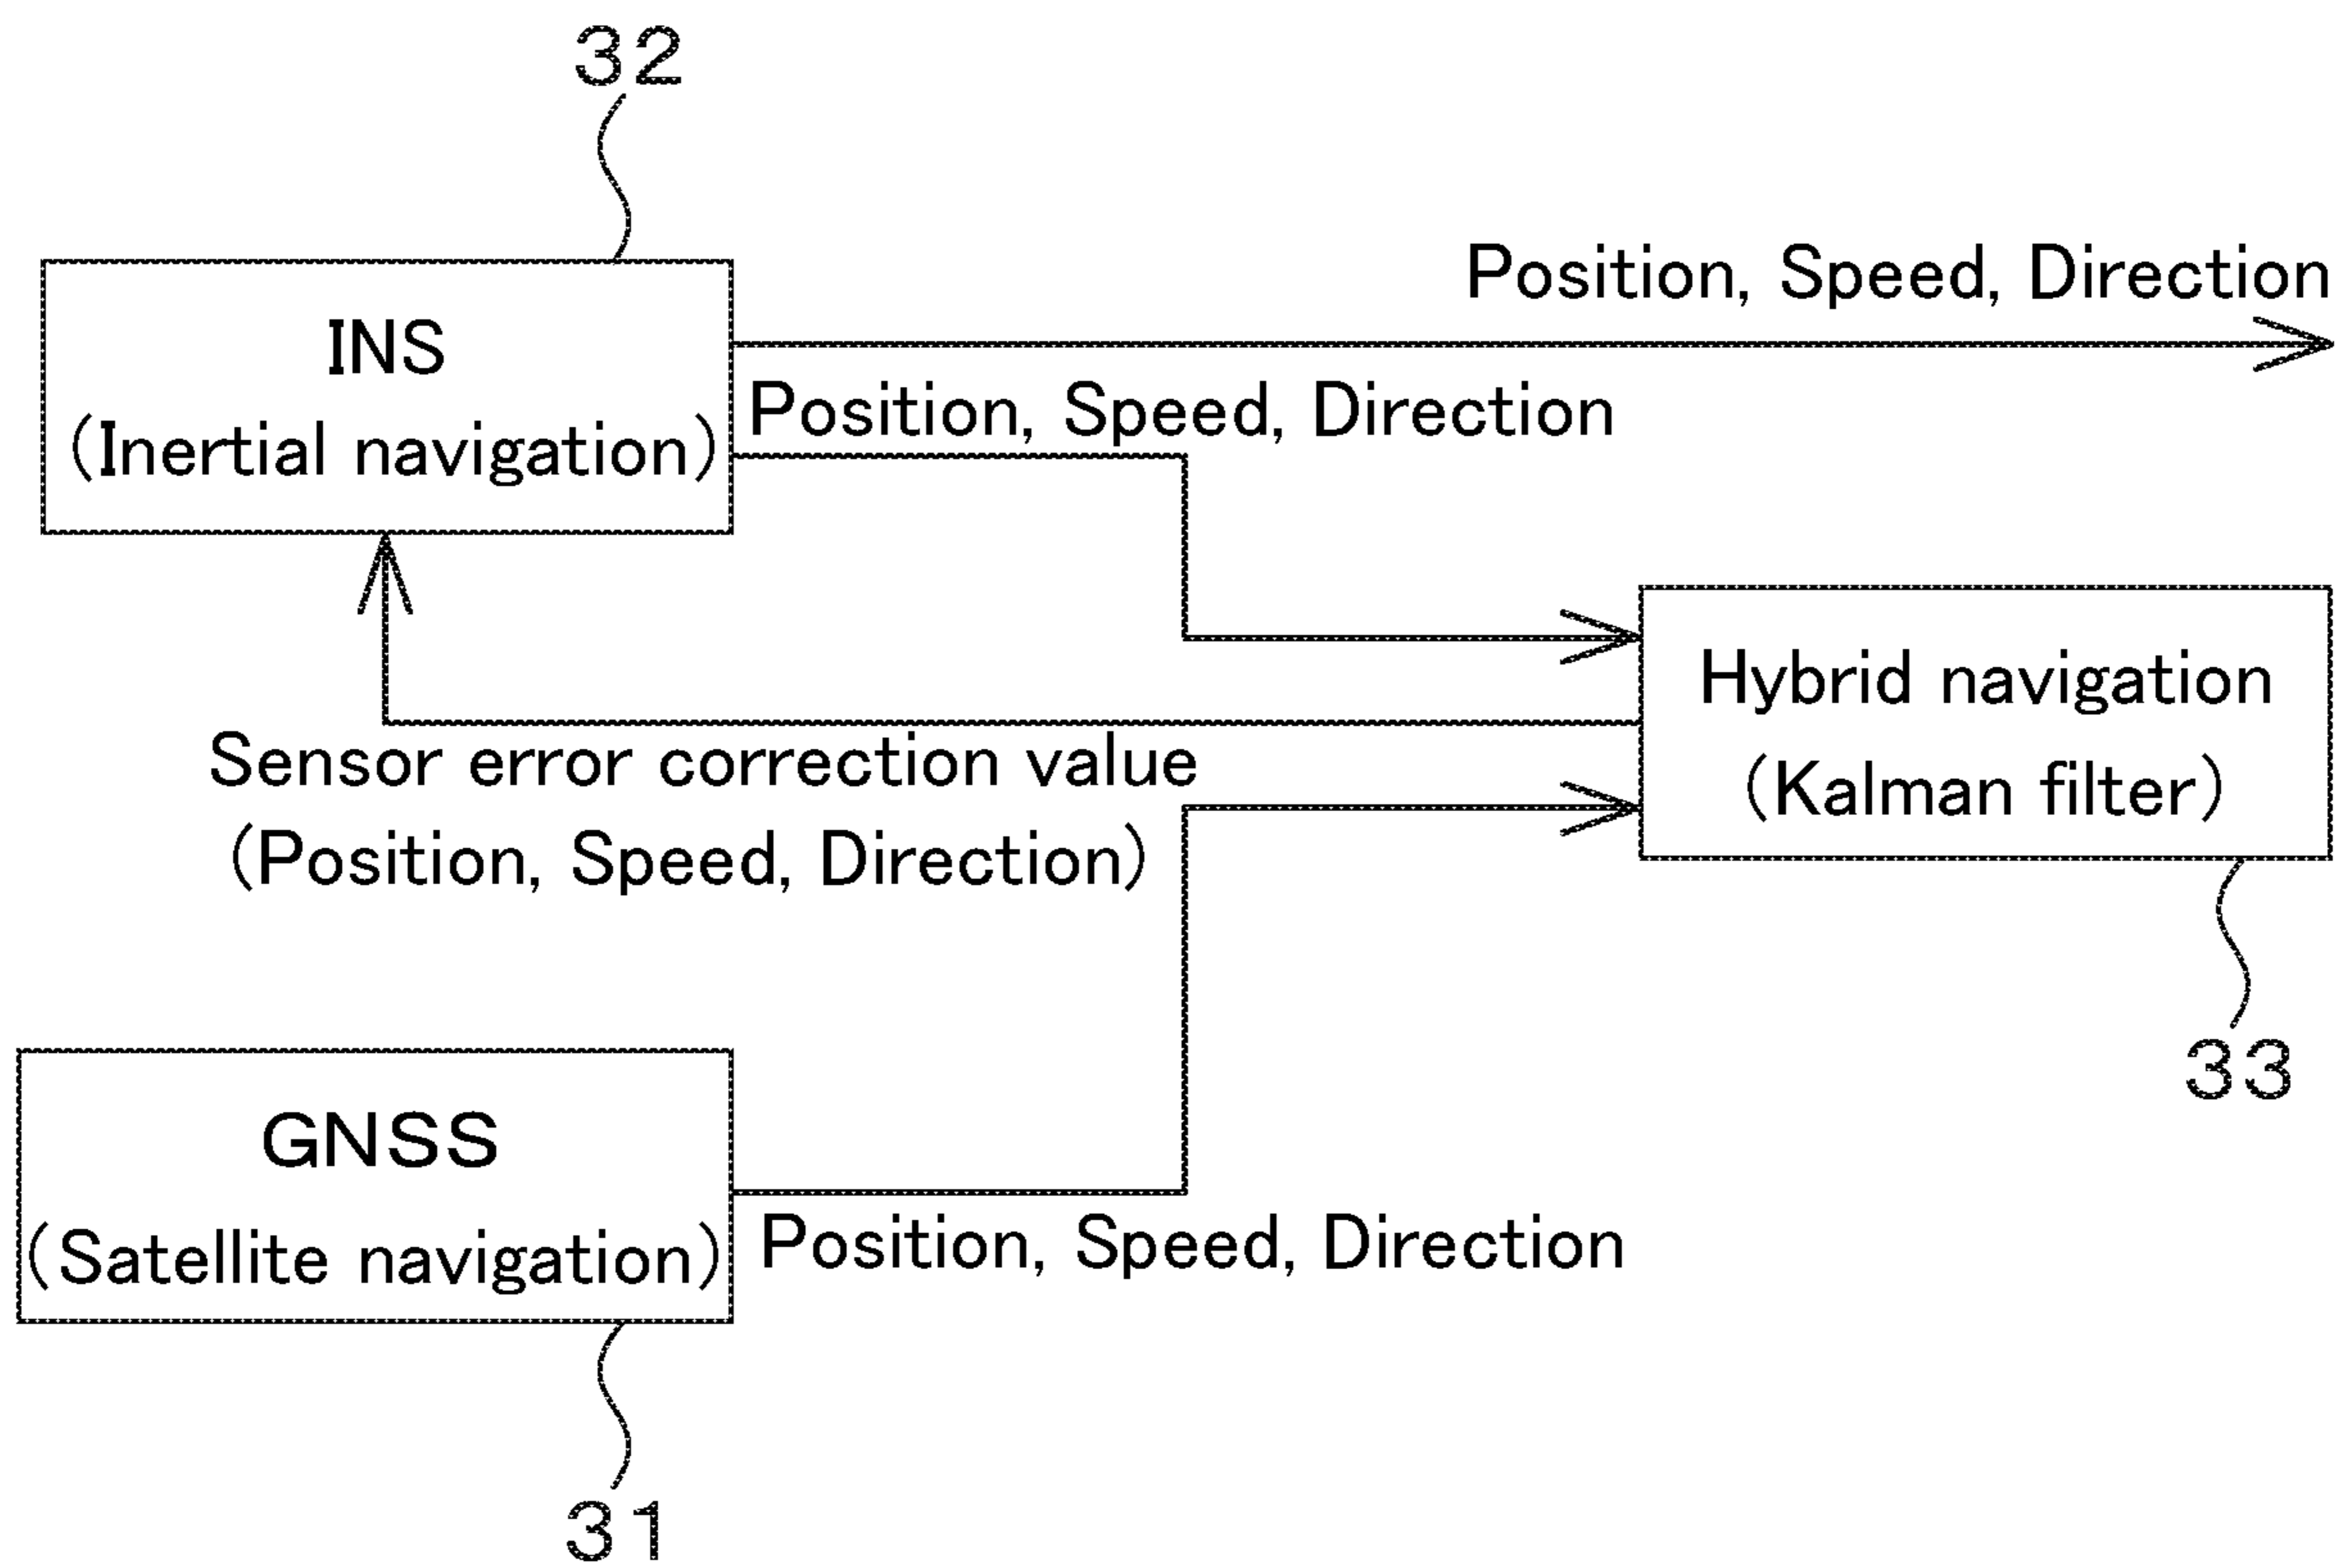 32
Position, Speed, Direction
INS
(Inertial navigation)
Position, Speed, Direction
Hybrid navigation
(Kalman filter)
Sensor error correction value
(Position, Speed, Direction)
33
GNSS
(Satellite navigation)
Position, Speed, Direction
31